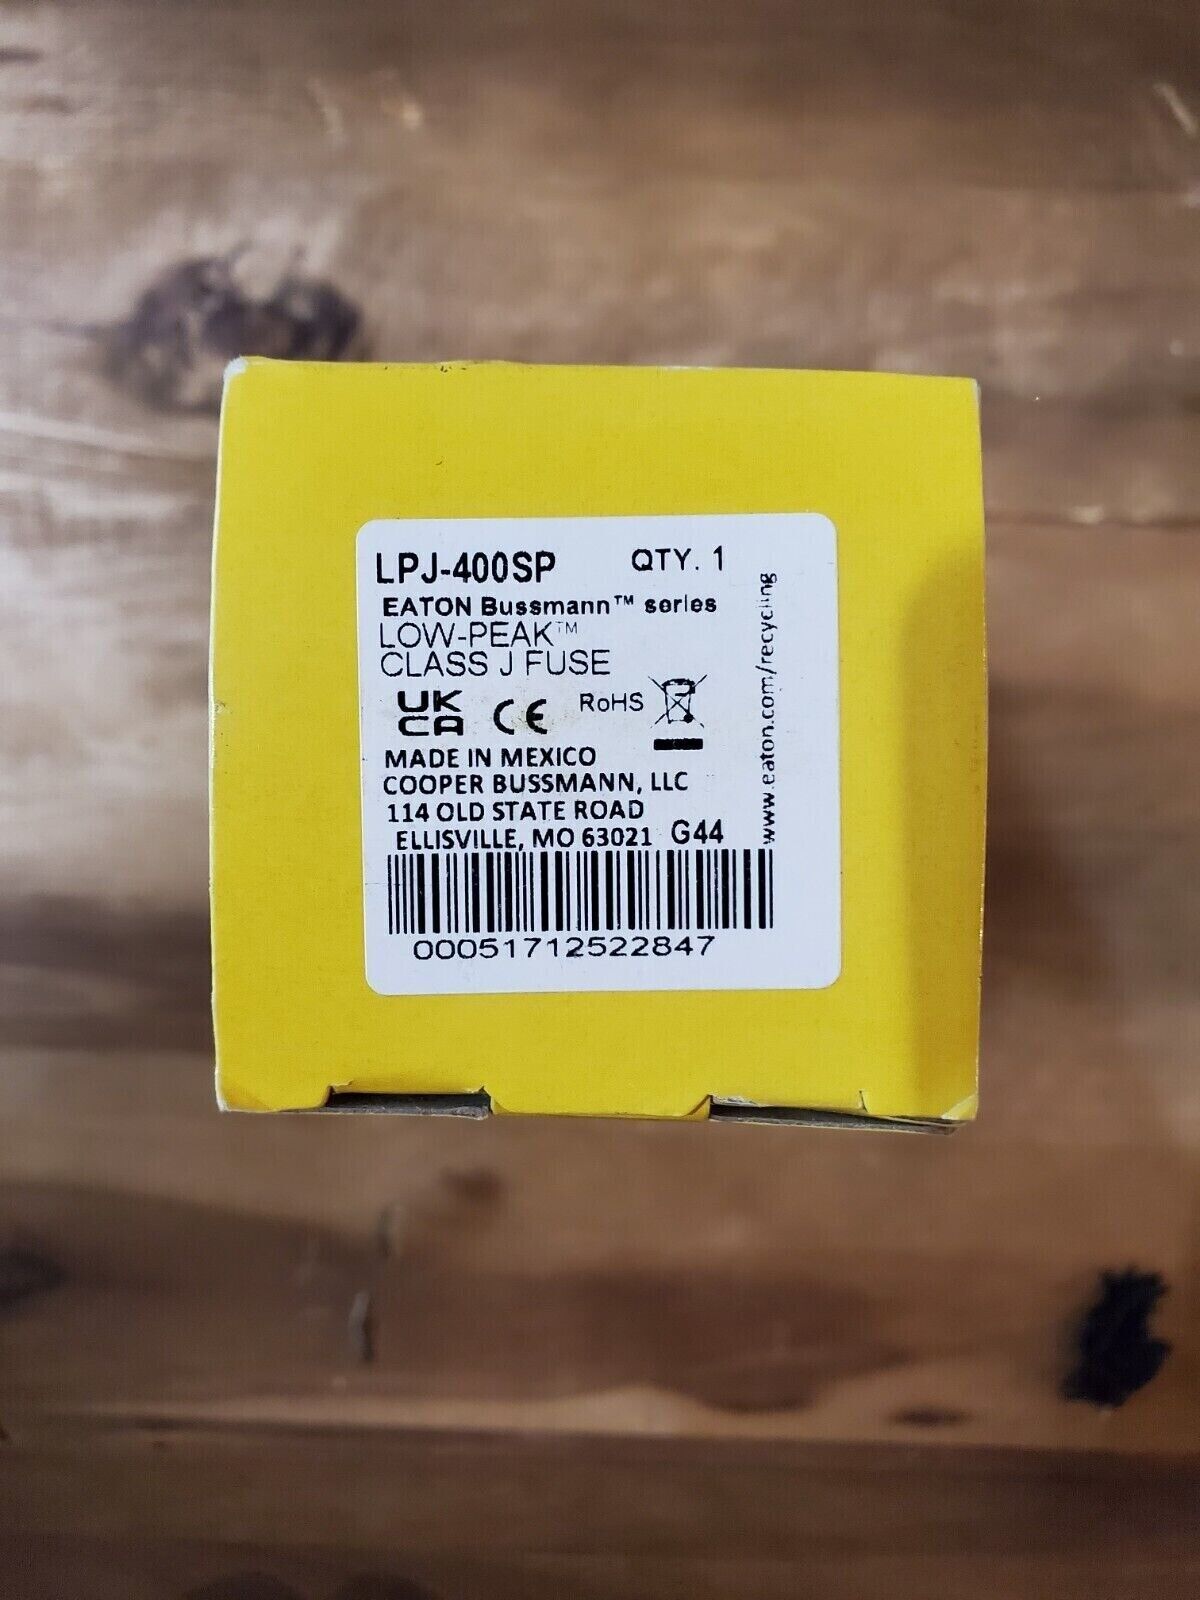 LPJ-400SP QTY. 1
EATON Bussmann™ series
LOW-PEAK™
CLASS J FUSE
UK
CA CE RoHS
MADE IN MEXICO
COOPER BUSSMANN, LLC
114 OLD STATE ROAD
ELLISVILLE, MO 63021 G44
00051712522847
www.eaton.com/recycling